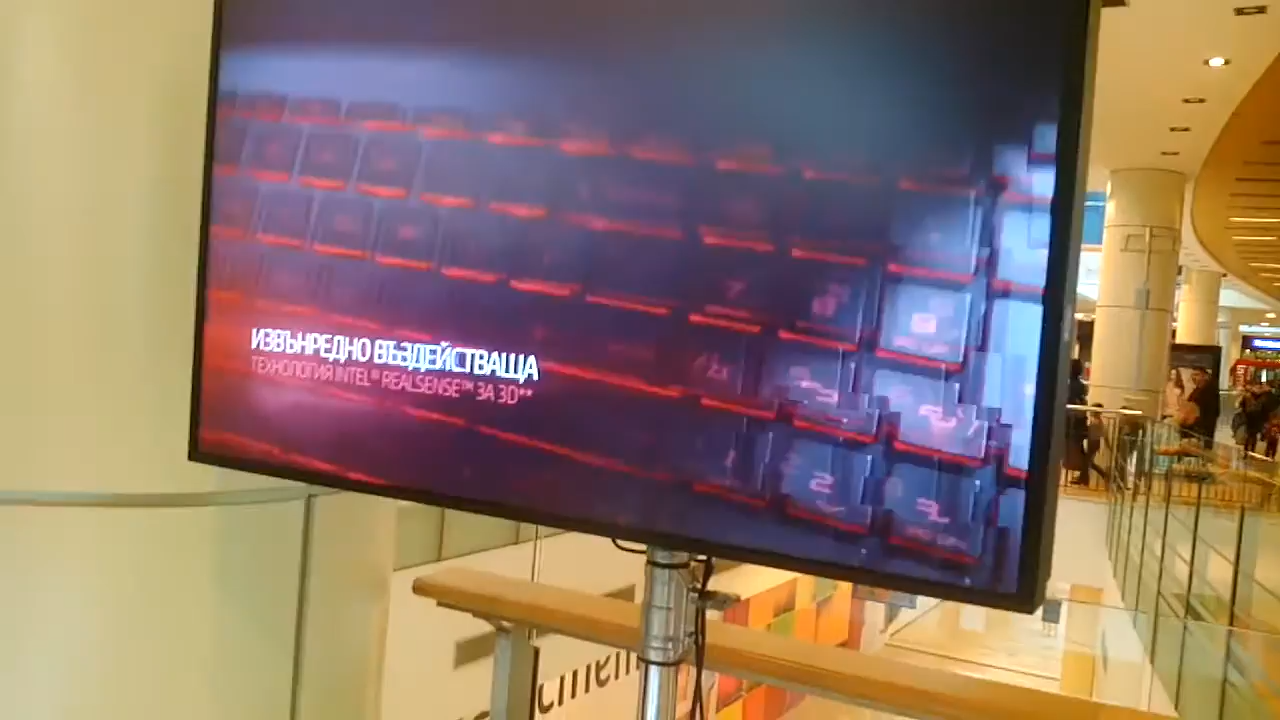 ИЗВЪНРЕДНО ВЪЗДЕЙСТВАЩА
ТЕХНОЛОГИЯ INTEL® REALSENSE™ ЗА 3D**